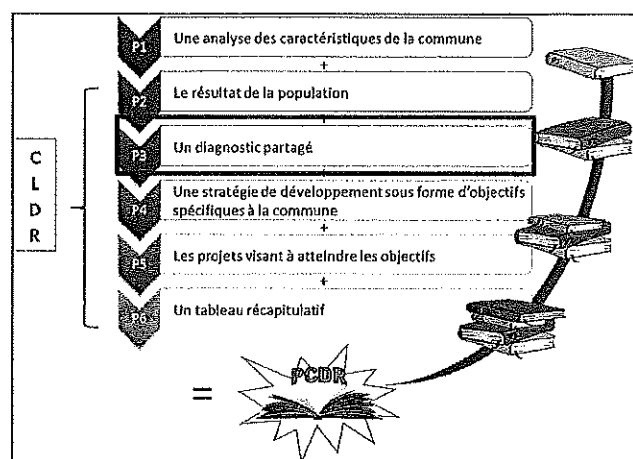 P1 Une analyse des caractéristiques de la commune
+
P2 Le résultat de la population
P3 Un diagnostic partagé
C
L
D
R
P4 Une stratégie de développement sous forme d'objectifs
spécifiques à la commune
+
P5 Les projets visant à atteindre les objectifs
+
P6 Un tableau récapitulatif
=
PCDR